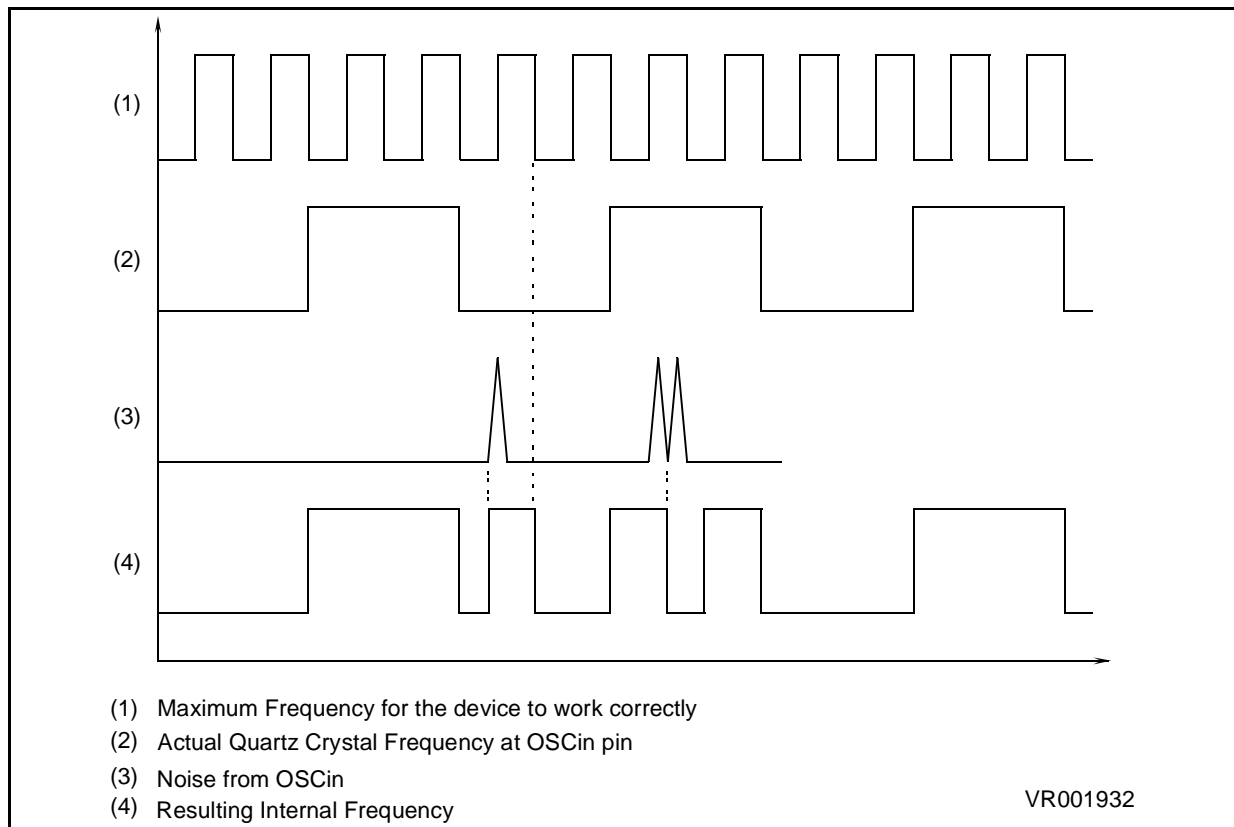 (1)
(2)
(3)
(4)
(1) Maximum Frequency for the device to work correctly
(2) Actual Quartz Crystal Frequency at OSCin pin
(3) Noise from OSCin
(4) Resulting Internal Frequency
VR001932